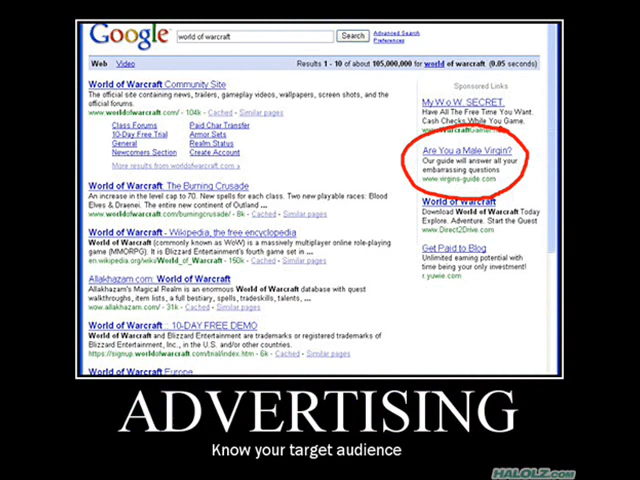 Google
world of warcraft
Search
Advanced Search
Preferences
Web Video
Results 1 - 10 of about 105,000,000 for world of warcraft. (0.05 seconds)
World of Warcraft Community Site
The official site containing news, trailers, gameplay videos, wallpapers, screen shots, and the
official forums.
www.worldofwarcraft.com/ - 104k - Cached - Similar pages
Class Forums Paid Char Transfer
10-Day Free Trial Armor Sets
General Realm Status
Newcomers Section Create Account
More results from worldofwarcraft.com »
World of Warcraft: The Burning Crusade
An increase in the level cap to 70. New spells for each class. Two new playable races: Blood
Elves & Draenei. The entire new continent of Outland ...
www.worldofwarcraft.com/burningcrusade/ - 8k - Cached - Similar pages
World of Warcraft - Wikipedia, the free encyclopedia
World of Warcraft (commonly known as WoW) is a massively multiplayer online role-playing
game (MMORPG). It is Blizzard Entertainment's fourth game set in ...
en.wikipedia.org/wiki/World_of_Warcraft - 150k - Cached - Similar pages
Allakhazam.com: World of Warcraft
Allakhazam's Magical Realm is an enormous World of Warcraft database with quest
walkthroughs, item lists, a full bestiary, spells, tradeskills, talents, ...
wow.allakhazam.com/ - 31k - Cached - Similar pages
World of Warcraft :: 10-DAY FREE DEMO
World of Warcraft and Blizzard Entertainment are trademarks or registered trademarks of
Blizzard Entertainment, Inc., in the U.S. and/or other countries.
https://signup.worldofwarcraft.com/trial/index.htm - 6k - Cached - Similar pages
World of Warcraft Europe
Sponsored Links
My W o W. SECRET.
Have All The Free Time You Want.
Cash Checks While You Game.
Are You a Male Virgin?
Our guide will answer all your
embarrassing questions
www.virgins-guide.com
World of Warcraft
Download World of Warcraft Today
Explore. Adventure. Start the Guest
www.Direct2Drive.com
Get Paid to Blog
Unlimited earning potential with
time being your only investment!
r.yuwie.com
ADVERTISING
Know your target audience
HALOLZ.COM